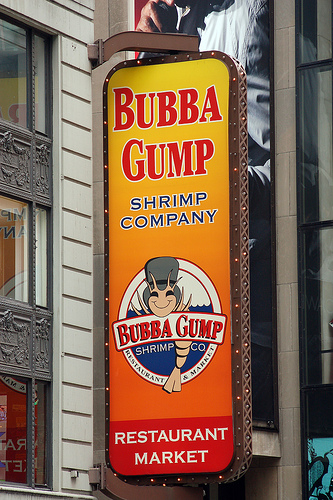 BUBBA
GUMP
SHRIMP
COMPANY
BUBBA GUMP
SHRIMP CO.
RESTAURANT & MARKET
RESTAURANT
MARKET